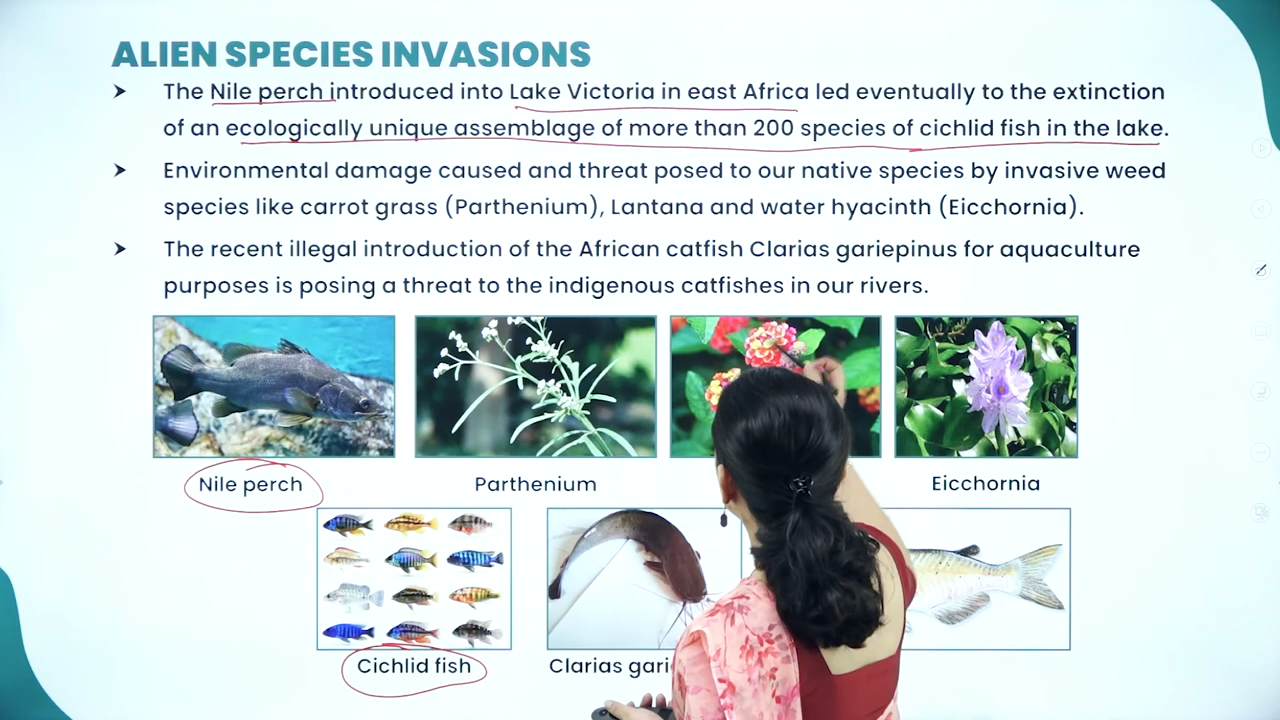 ALIEN SPECIES INVASIONS
➤ The Nile perch introduced into Lake Victoria in east Africa led eventually to the extinction
of an ecologically unique assemblage of more than 200 species of cichlid fish in the lake.
➤ Environmental damage caused and threat posed to our native species by invasive weed
species like carrot grass (Parthenium), Lantana and water hyacinth (Eicchornia).
➤ The recent illegal introduction of the African catfish Clarias gariepinus for aquaculture
purposes is posing a threat to the indigenous catfishes in our rivers.
Nile perch
Parthenium
Eicchornia
Cichlid fish
Clarias gari